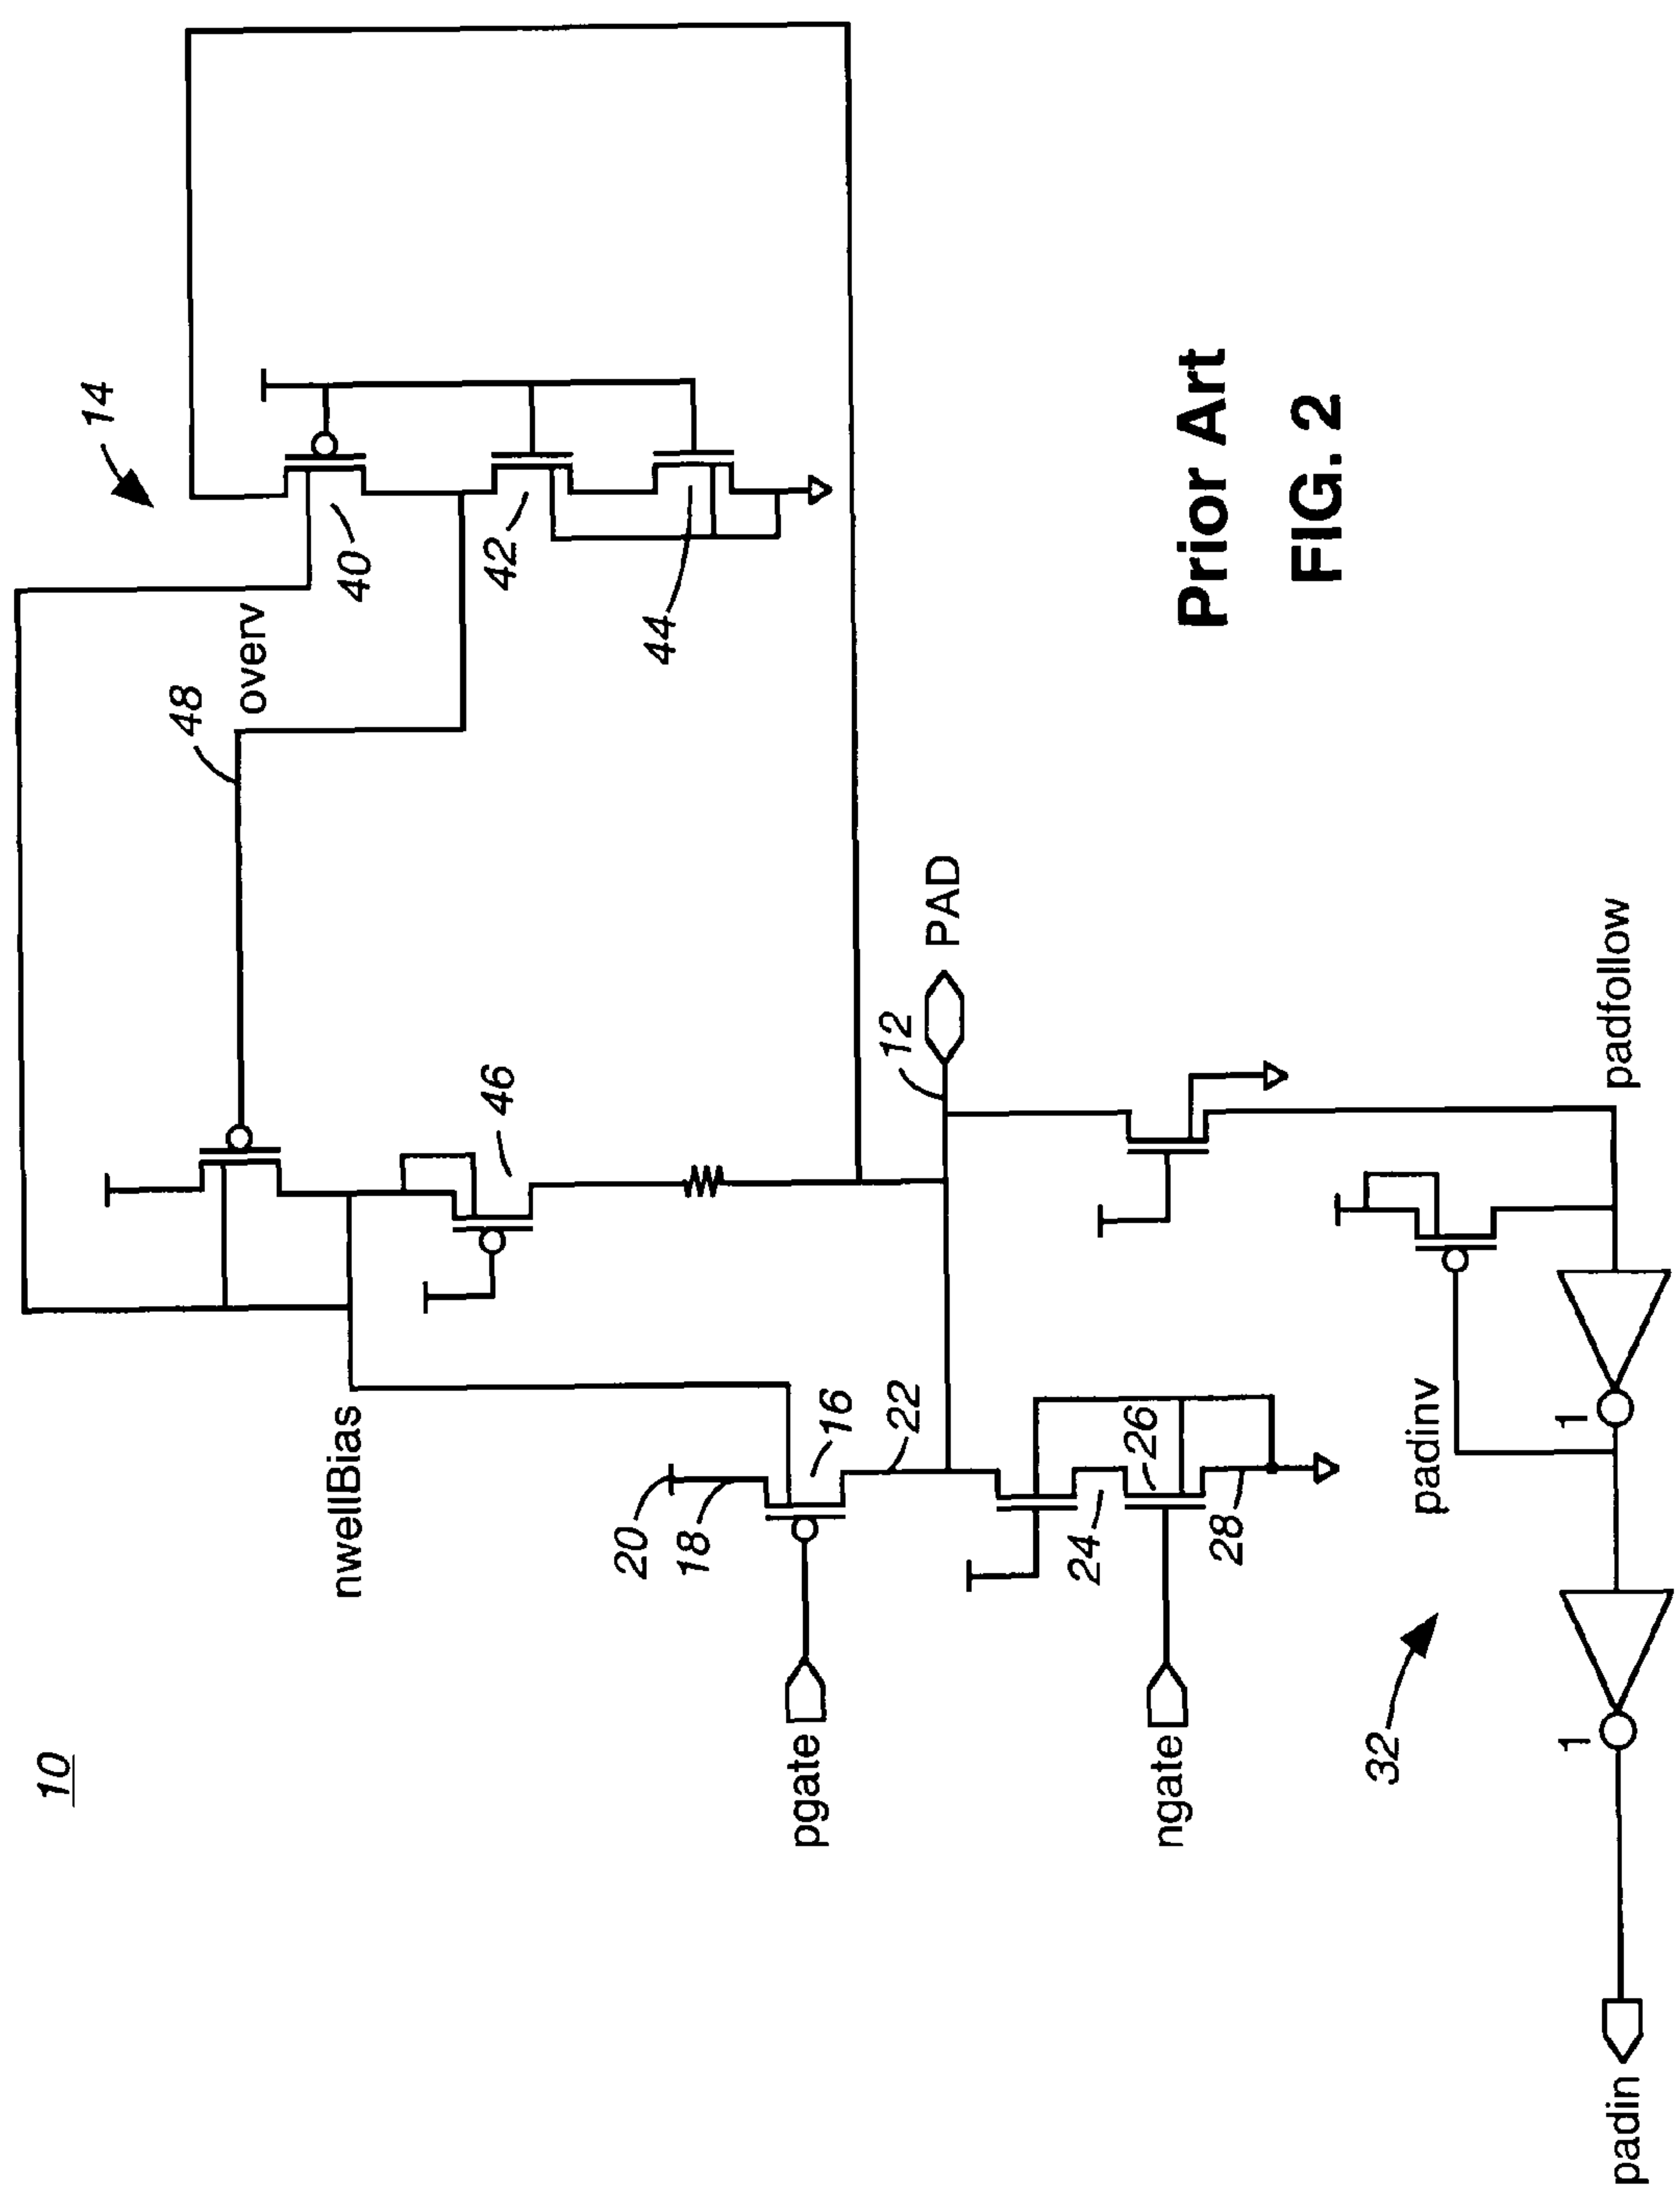 10
14
48
overv
40
42
44
46
nwellBias
20
18
16
22
12
PAD
pgate
24
26
28
ngate
32
padinv
padfollow
1
1
padin
Prior Art
FIG. 2